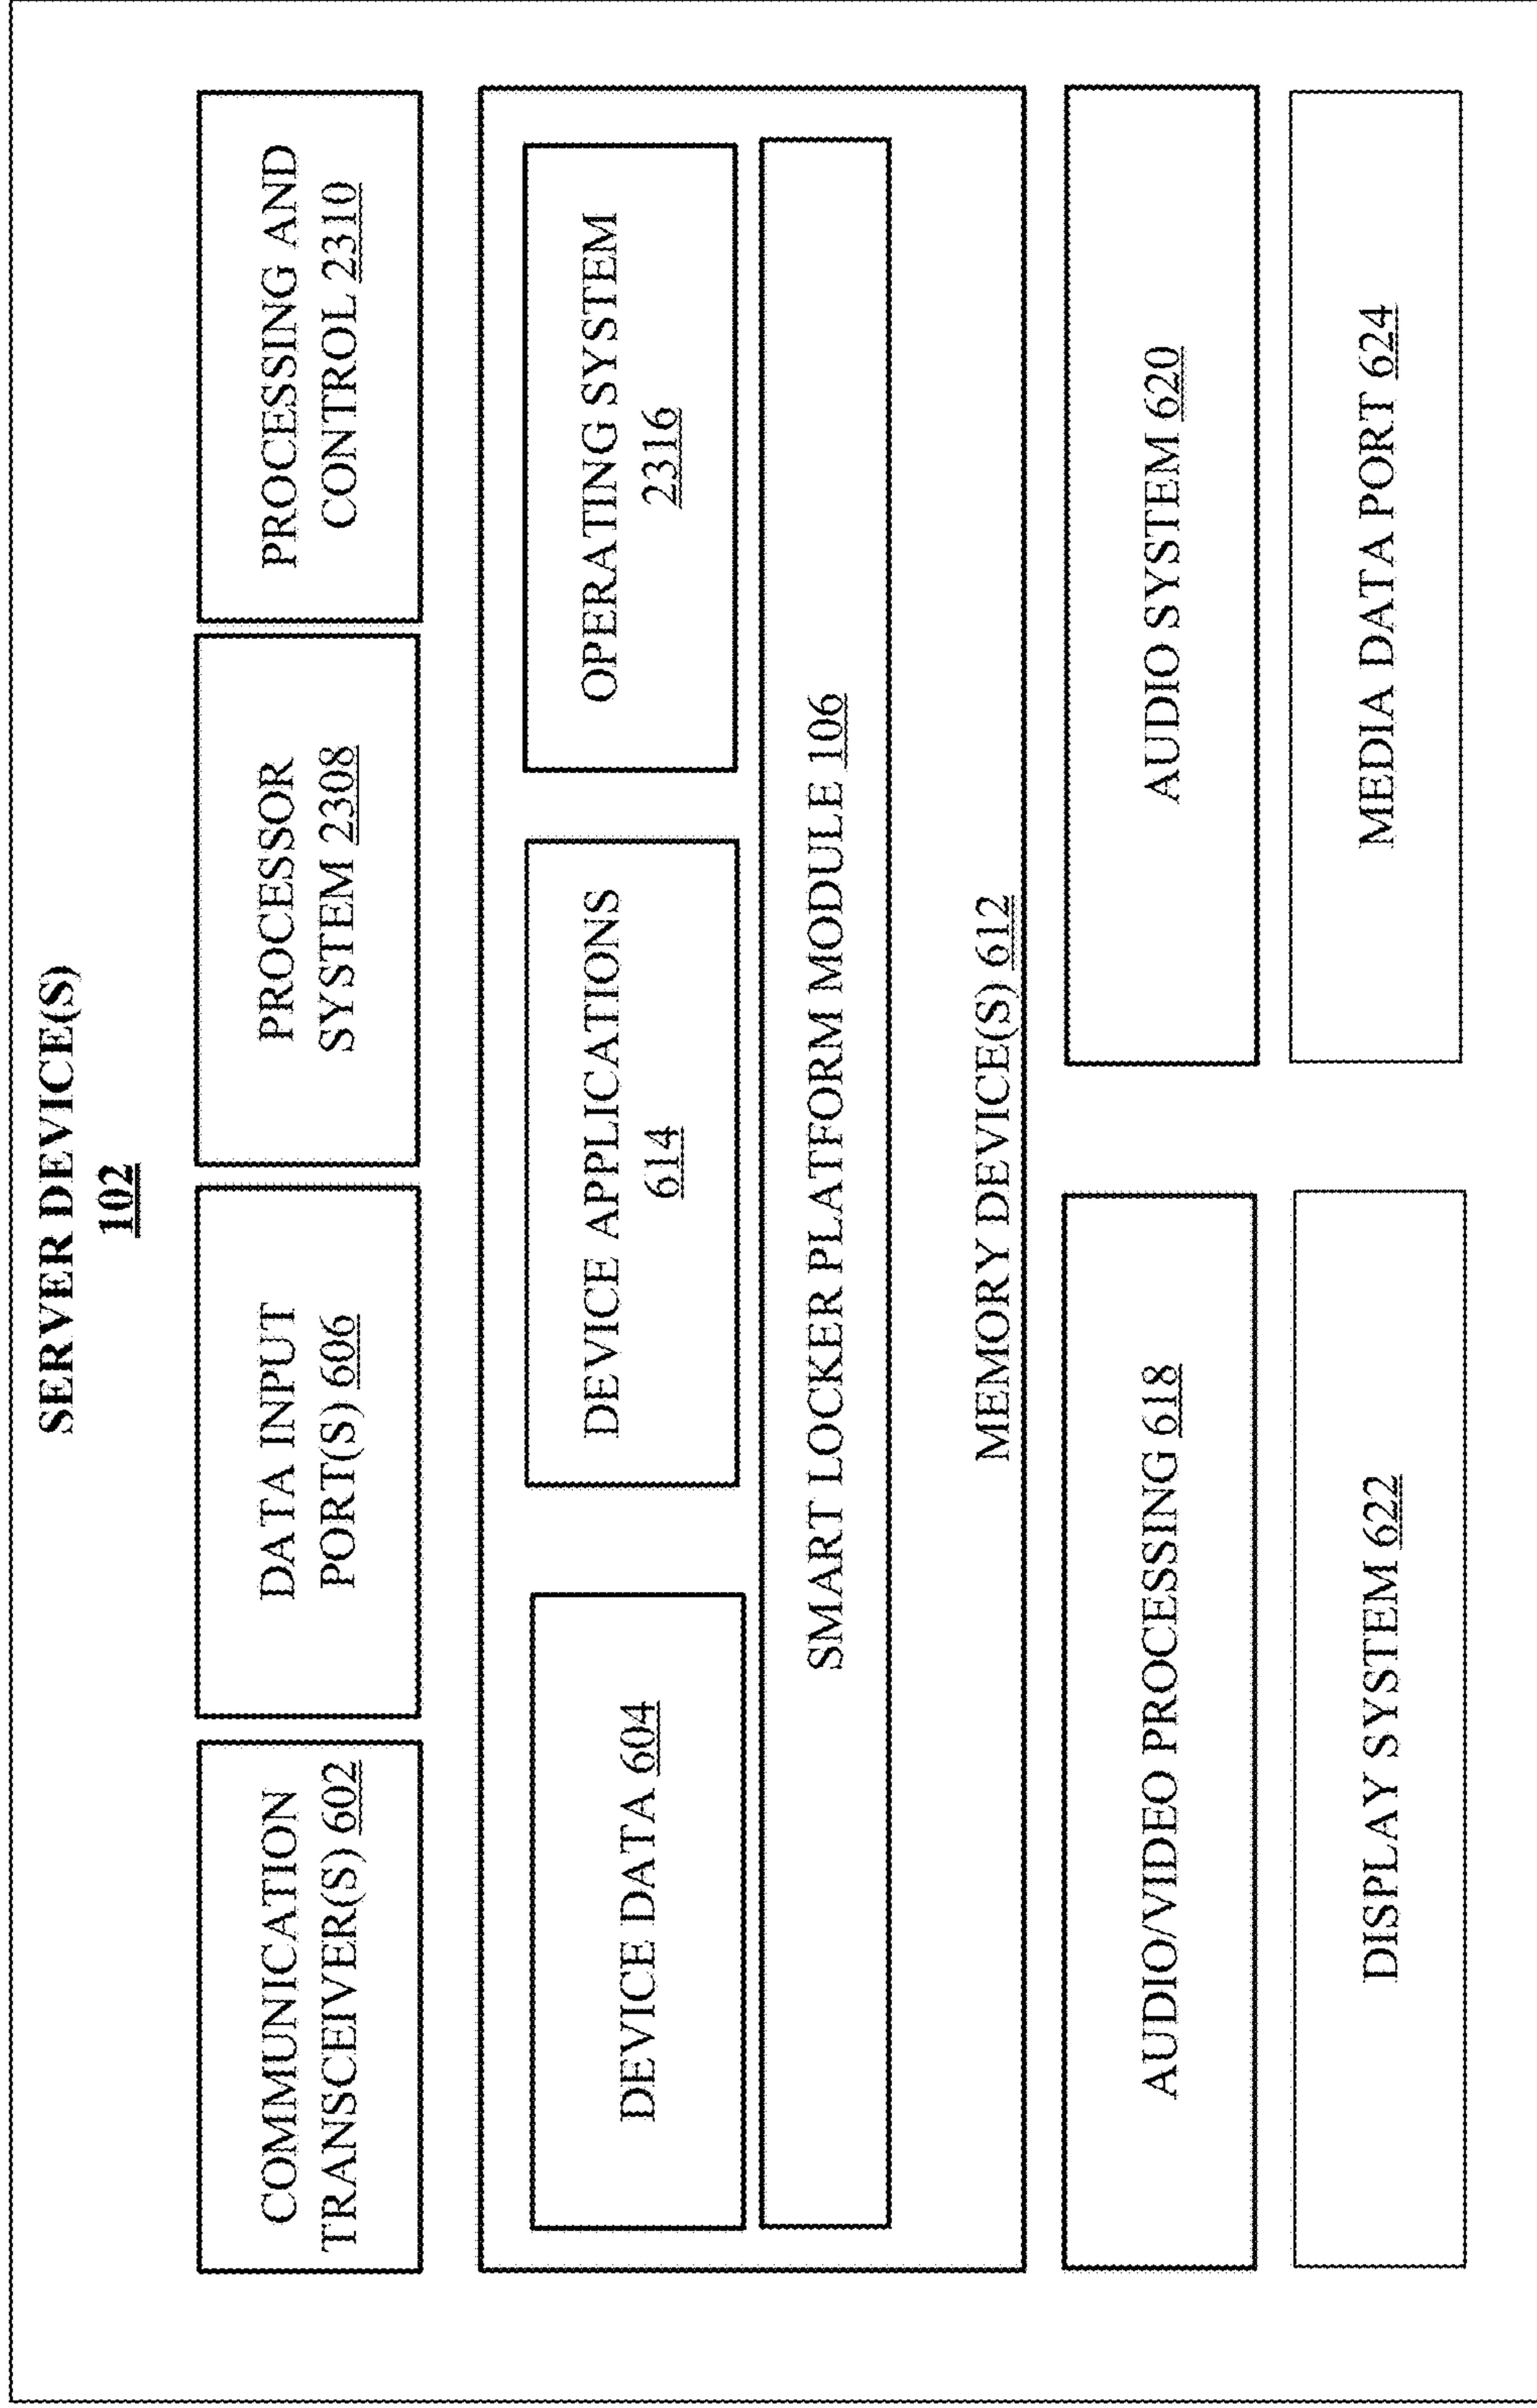 SERVER DEVICE(S)
102
COMMUNICATION
TRANSCEIVER(S) 602
DATA INPUT
PORT(S) 606
PROCESSOR
SYSTEM 2308
PROCESSING AND
CONTROL 2310
DEVICE DATA 604
DEVICE APPLICATIONS
614
OPERATING SYSTEM
2316
SMART LOCKER PLATFORM MODULE 106
MEMORY DEVICE(S) 612
AUDIO/VIDEO PROCESSING 618
AUDIO SYSTEM 620
DISPLAY SYSTEM 622
MEDIA DATA PORT 624